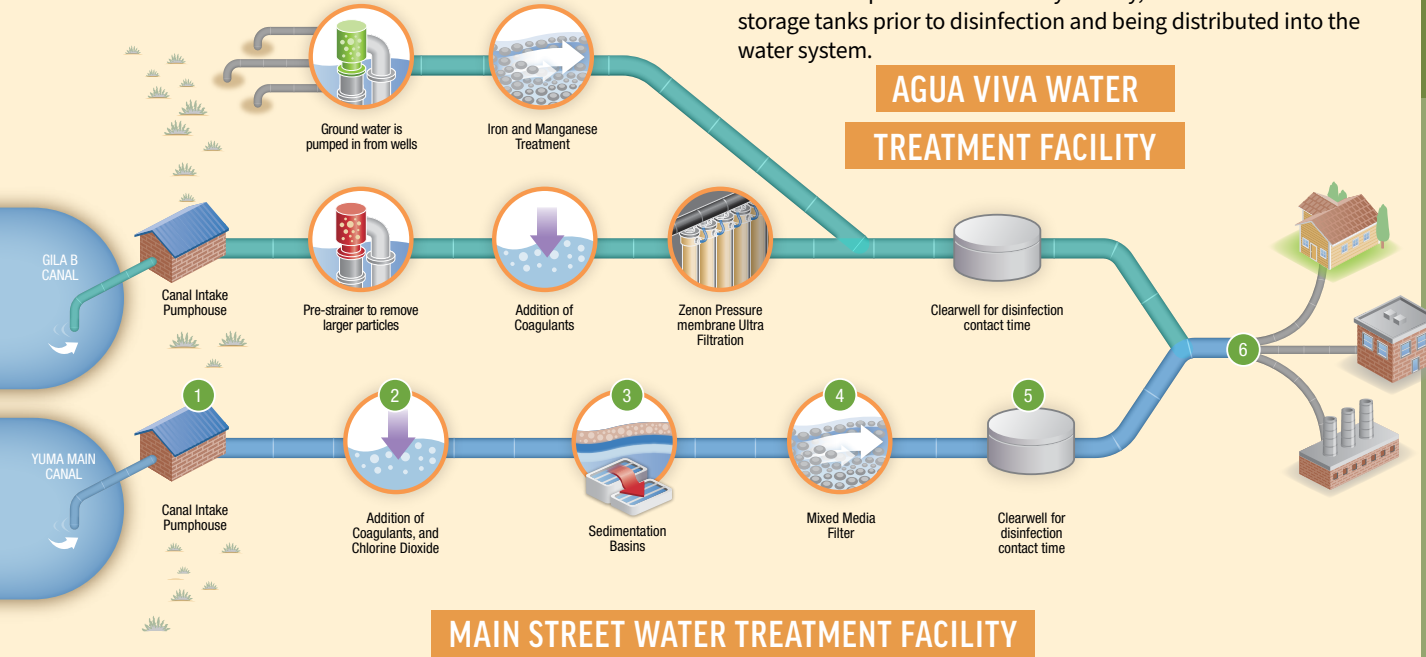 storage tanks prior to disinfection and being distributed into the
water system.
AGUA VIVA WATER
TREATMENT FACILITY
Ground water is
pumped in from wells
Iron and Manganese
Treatment
GILA B
CANAL
Canal Intake
Pumphouse
Pre-strainer to remove
larger particles
Addition of
Coagulants
Zenon Pressure
membrane Ultra
Filtration
Clearwell for disinfection
contact time
6
1
2
3
4
5
YUMA MAIN
CANAL
Canal Intake
Pumphouse
Addition of
Coagulants, and
Chlorine Dioxide
Sedimentation
Basins
Mixed Media
Filter
Clearwell for
disinfection
contact time
MAIN STREET WATER TREATMENT FACILITY